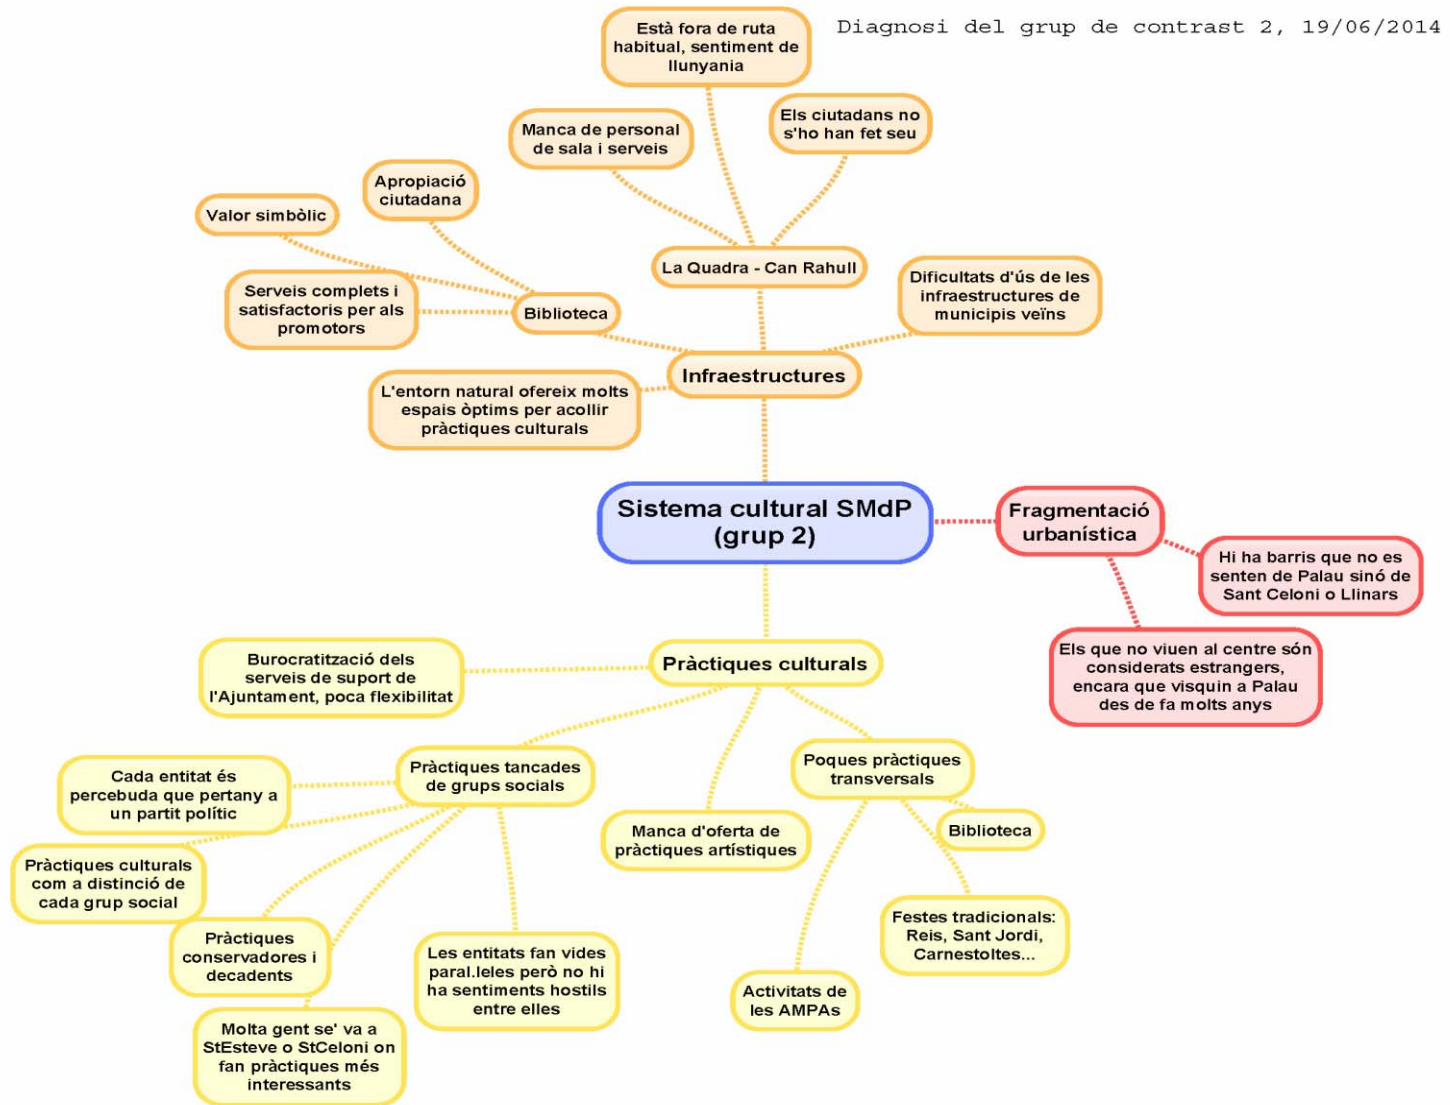 Diagnosi del grup de contrast 2, 19/06/2014
Està fora de ruta
habitual, sentiment de
llunyania
Manca de personal
de sala i serveis
Els ciutadans no
s'ho han fet seu
Apropiació
ciutadana
Valor simbòlic
La Quadra - Can Rahull
Serveis complets i
satisfactoris per als
promotors
Biblioteca
Dificultats d'ús de les
infraestructures de
municipis veïns
Infraestructures
L'entorn natural ofereix molts
espais òptims per acollir
pràctiques culturals
Sistema cultural SMdP
(grup 2)
Fragmentació
urbanística
Hi ha barris que no es
senten de Palau sinó de
Sant Celoni o Llinars
Els que no viuen al centre són
considerats estrangers,
encara que visquin a Palau
des de fa molts anys
Pràctiques culturals
Burocratització dels
serveis de suport de
l'Ajuntament, poca flexibilitat
Pràctiques tancades
de grups socials
Poques pràctiques
transversals
Cada entitat és
percebuda que pertany a
un partit polític
Manca d'oferta de
pràctiques artístiques
Biblioteca
Pràctiques culturals
com a distinció de
cada grup social
Pràctiques
conservadores i
decadents
Les entitats fan vides
paral.leles però no hi
ha sentiments hostils
entre elles
Festes tradicionals:
Reis, Sant Jordi,
Carnestoltes...
Activitats de
les AMPAs
Molta gent se' va a
StEsteve o StCeloni on
fan pràctiques més
interessants